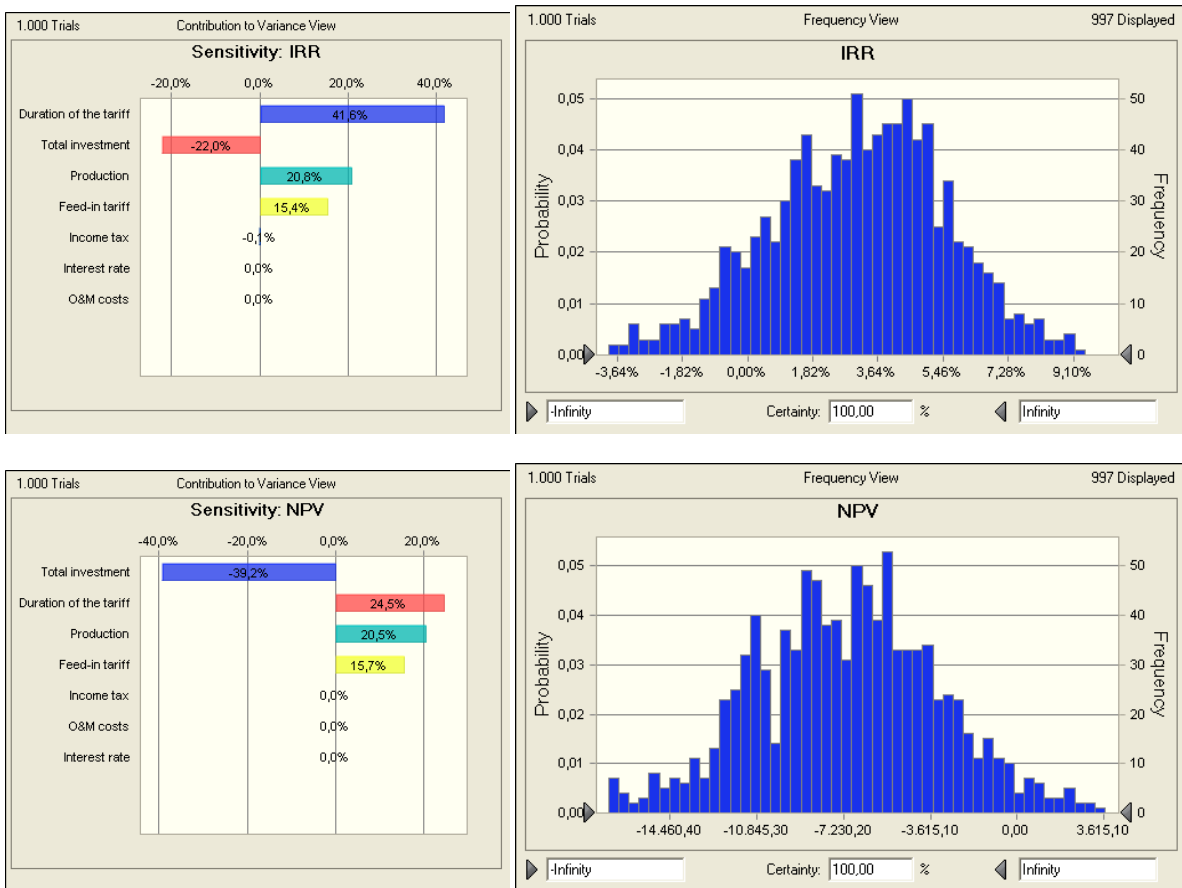 1.000 Trials Contribution to Variance View
Sensitivity: IRR
-20,0% 0,0% 20,0% 40,0%
Duration of the tariff 41,6%
Total investment -22,0%
Production 20,8%
Feed-in tariff 15,4%
Income tax -0,1%
Interest rate 0,0%
O&M costs 0,0%
1.000 Trials Frequency View 997 Displayed
IRR
Probability
0,05
0,04
0,03
0,02
0,01
0,00
50
40
30
20
10
0
Frequency
-3,64% -1,82% 0,00% 1,82% 3,64% 5,46% 7,28% 9,10%
-Infinity Certainty: 100,00 % Infinity
1.000 Trials Contribution to Variance View
Sensitivity: NPV
-40,0% -20,0% 0,0% 20,0%
Total investment -39,2%
Duration of the tariff 24,5%
Production 20,5%
Feed-in tariff 15,7%
Income tax 0,0%
O&M costs 0,0%
Interest rate 0,0%
1.000 Trials Frequency View 997 Displayed
NPV
Probability
0,05
0,04
0,03
0,02
0,01
0,00
50
40
30
20
10
0
Frequency
-14.460,40 -10.845,30 -7.230,20 -3.615,10 0,00 3.615,10
-Infinity Certainty: 100,00 % Infinity